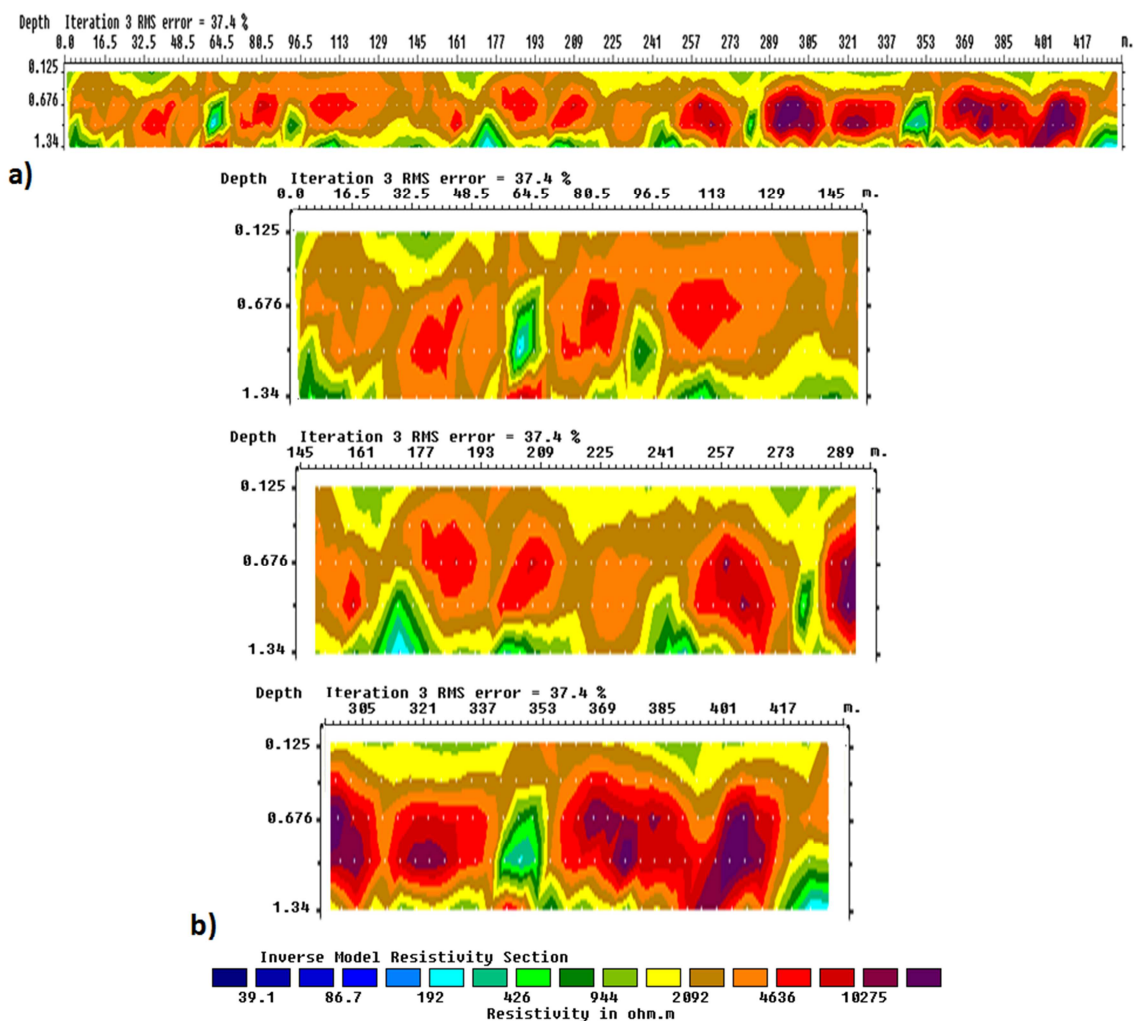 Depth Iteration 3 RMS error = 37.4 %
0.0 16.5 32.5 48.5 64.5 80.5 96.5 113 129 145 161 177 193 209 225 241 257 273 289 305 321 337 353 369 385 401 417 m.
0.125
0.676
1.34
a)
Depth Iteration 3 RMS error = 37.4 %
0.0 16.5 32.5 48.5 64.5 80.5 96.5 113 129 145 m.
0.125
0.676
1.34
Depth Iteration 3 RMS error = 37.4 %
145 161 177 193 209 225 241 257 273 289 m.
0.125
0.676
1.34
Depth Iteration 3 RMS error = 37.4 %
305 321 337 353 369 385 401 417 m.
0.125
0.676
1.34
b)
Inverse Model Resistivity Section
39.1 86.7 192 426 944 2092 4636 10275
Resistivity in ohm.m